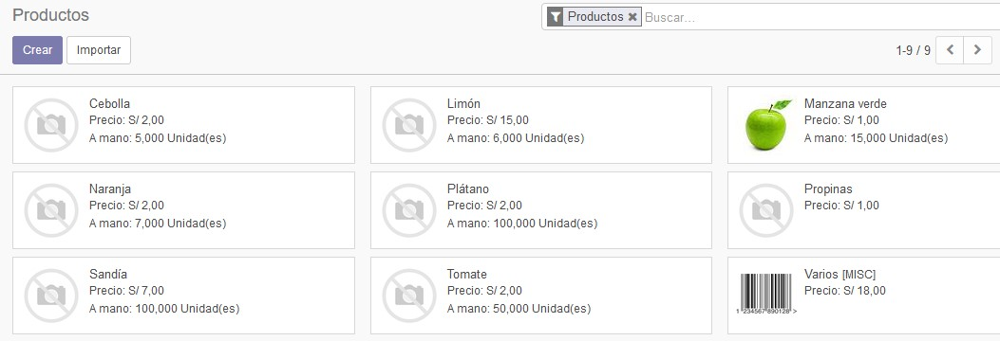 Productos
Productos ✖ Buscar...
Crear Importar
1-9 / 9
Cebolla
Precio: S/ 2,00
A mano: 5,000 Unidad(es)
Limón
Precio: S/ 15,00
A mano: 6,000 Unidad(es)
Manzana verde
Precio: S/ 1,00
A mano: 15,000 Unidad(es)
Naranja
Precio: S/ 2,00
A mano: 7,000 Unidad(es)
Plátano
Precio: S/ 2,00
A mano: 100,000 Unidad(es)
Propinas
Precio: S/ 1,00
Sandía
Precio: S/ 7,00
A mano: 100,000 Unidad(es)
Tomate
Precio: S/ 2,00
A mano: 50,000 Unidad(es)
Varios [MISC]
Precio: S/ 18,00
1 234567 890128 >